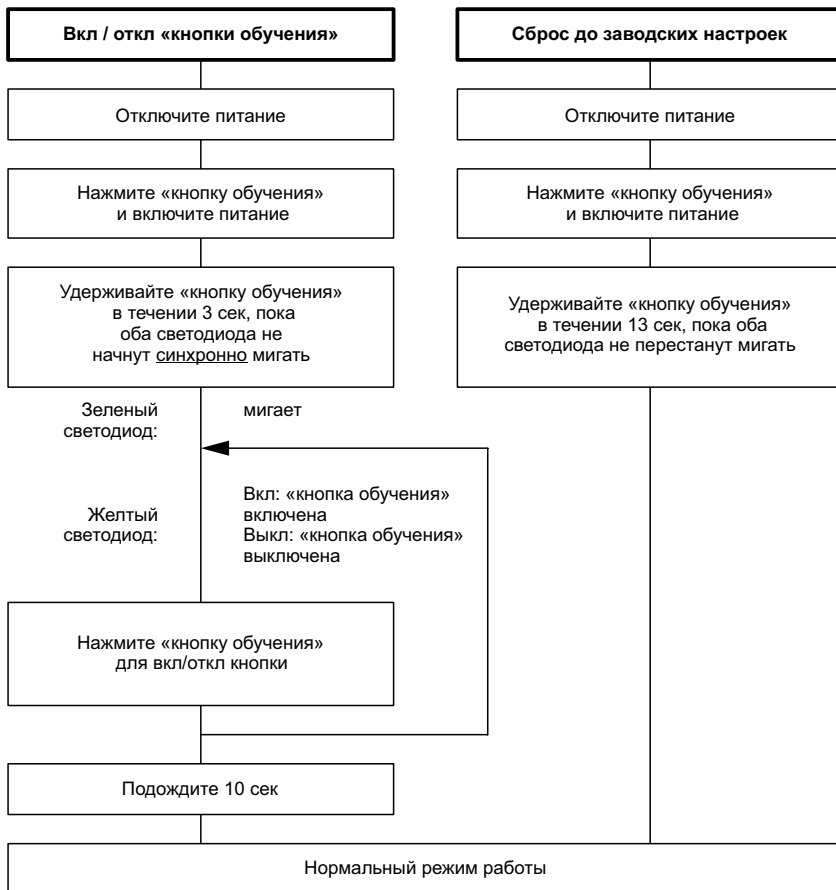 Вкл / откл «кнопки обучения»
Отключите питание
Нажмите «кнопку обучения»
и включите питание
Удерживайте «кнопку обучения»
в течении 3 сек, пока
оба светодиода не
начнут синхронно мигать
Зеленый
светодиод:
мигает
Желтый
светодиод:
Вкл: «кнопка обучения»
включена
Выкл: «кнопка обучения»
выключена
Нажмите «кнопку обучения»
для вкл/откл кнопки
Подождите 10 сек
Сброс до заводских настроек
Отключите питание
Нажмите «кнопку обучения»
и включите питание
Удерживайте «кнопку обучения»
в течении 13 сек, пока оба
светодиода не перестанут мигать
Нормальный режим работы